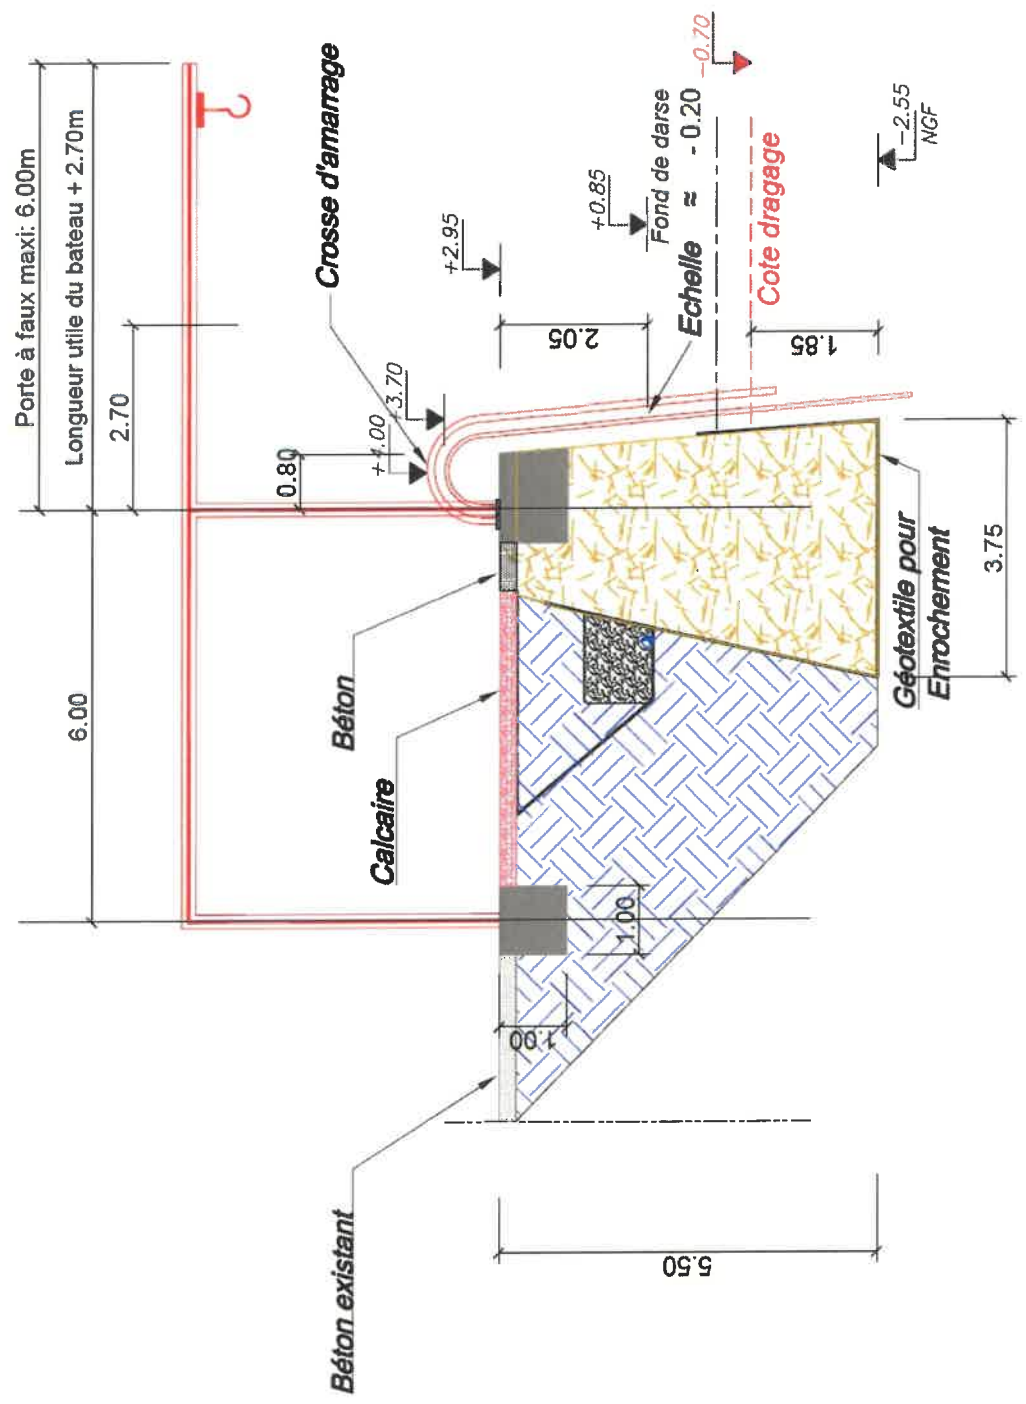 Porte à faux maxi: 6.00m
Longueur utile du bateau + 2.70m
2.70
6.00
0.80
Crosse d'amarrage
+4.00
3.70
+2.95
+0.85
Fond de darse
≈ -0.20
-0.70
Echelle
Cote dragage
-2.55
NGF
2.05
1.85
Béton
Calcaire
Béton existant
1.00
1.00
5.50
Géotextile pour
Enrochement
3.75